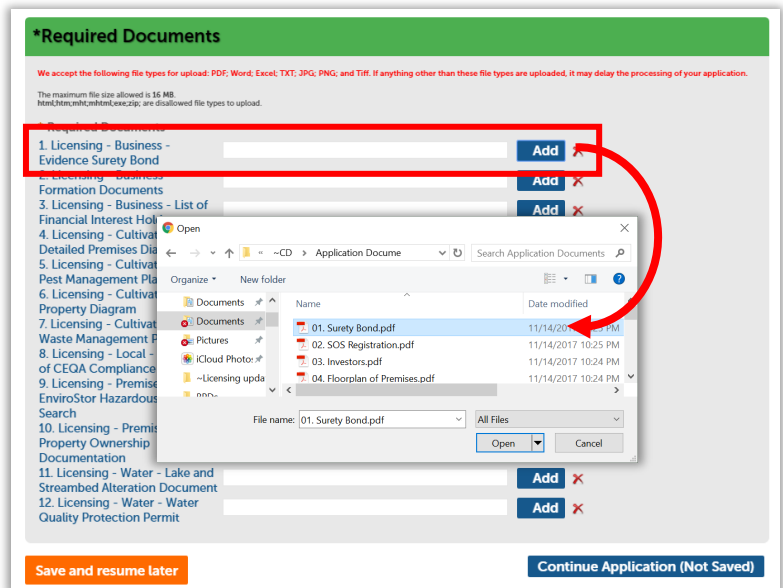 *Required Documents
We accept the following file types for upload: PDF; Word; Excel; TXT; JPG; PNG; and Tiff. If anything other than these file types are uploaded, it may delay the processing of your application.
The maximum file size allowed is 16 MB.
html;htm;mht;mhtml;exe;zip; are disallowed file types to upload.
* Required Documents
1. Licensing - Business -
Evidence Surety Bond
Add
2. Licensing - Business
Formation Documents
Add
3. Licensing - Business - List of
Financial Interest Hol
Add
4. Licensing - Cultivat
Detailed Premises Dia
5. Licensing - Cultivat
Pest Management Pla
6. Licensing - Cultivat
Property Diagram
7. Licensing - Cultivat
Waste Management P
8. Licensing - Local -
of CEQA Compliance
9. Licensing - Premise
EnviroStor Hazardous
Search
10. Licensing - Premis
Property Ownership
Documentation
11. Licensing - Water - Lake and
Streambed Alteration Document
Add
12. Licensing - Water - Water
Quality Protection Permit
Add
Open
« ~CD > Application Docume
Search Application Documents
Organize
New folder
Documents
Documents
Pictures
iCloud Photos
~Licensing upda
Name
Date modified
01. Surety Bond.pdf
11/14/2017 PM
02. SOS Registration.pdf
11/14/2017 10:25 PM
03. Investors.pdf
11/14/2017 10:24 PM
04. Floorplan of Premises.pdf
11/14/2017 10:24 PM
File name: 01. Surety Bond.pdf
All Files
Open
Cancel
Save and resume later
Continue Application (Not Saved)